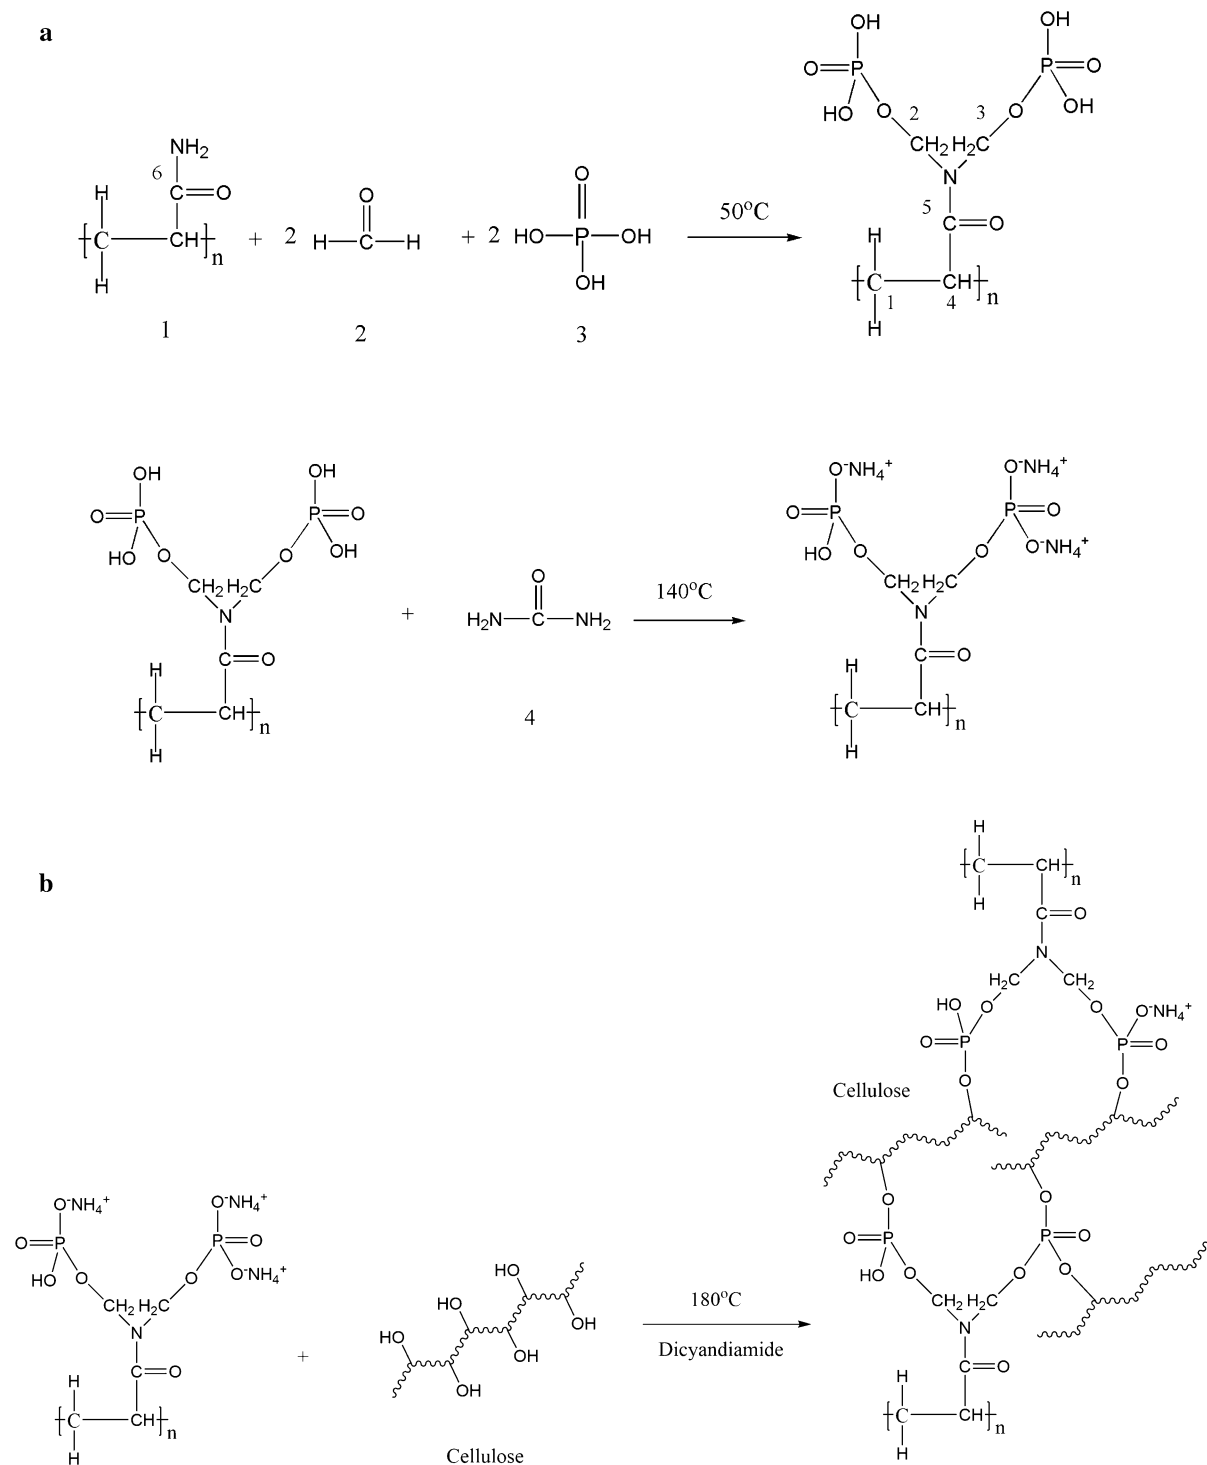 a
OH OH
O=P P=O
HO O 2 3 O OH
NH2 CH2 H2C
6 O O N
H C=O 5 50°C
[C CH]n + 2 H C H + 2 HO P OH C=O
H OH H
1 2 3 [C CH]n
1 4
H
OH OH O-NH4+ O-NH4+
O=P P=O O=P P=O
HO O O OH HO O O O-NH4+
CH2 H2C O CH2 H2C
N + H2N C NH2 140°C N
C=O C=O
H H
[C CH]n 4 [C CH]n
H H
b
H
[C CH]n
H
C=O
N
H2C CH2
HO O O O-NH4+
O=P P=O
O O
Cellulose
O-NH4+ O-NH4+ O O
O=P P=O O=P P=O
HO O O O-NH4+ HO HO O O O
CH2 H2C HO 180°C CH2 H2C
N HO OH Dicyandiamide N
+ OH
C=O OH C=O
H H
[C CH]n [C CH]n
H Cellulose H